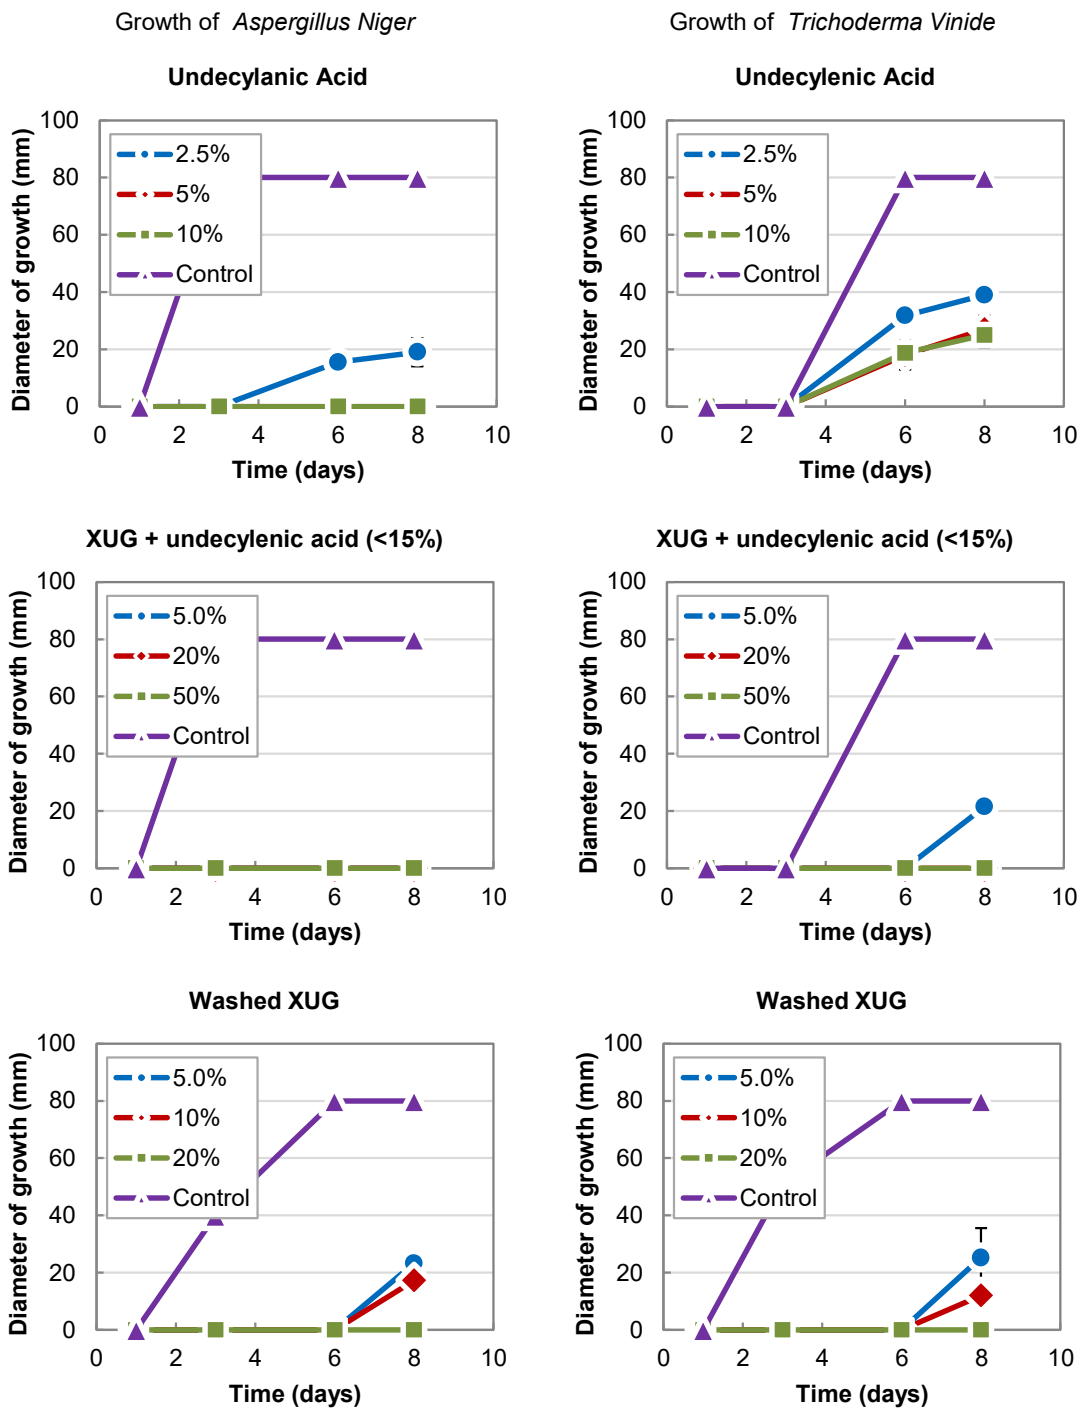 Growth of Aspergillus Niger
Growth of Trichoderma Vinide
Undecylanic Acid
Diameter of growth (mm)
100
80
60
40
20
0
2.5%
5%
10%
Control
0 2 4 6 8 10
Time (days)
Undecylenic Acid
Diameter of growth (mm)
100
80
60
40
20
0
2.5%
5%
10%
Control
0 2 4 6 8 10
Time (days)
XUG + undecylenic acid (<15%)
Diameter of growth (mm)
100
80
60
40
20
0
5.0%
20%
50%
Control
0 2 4 6 8 10
Time (days)
XUG + undecylenic acid (<15%)
Diameter of growth (mm)
100
80
60
40
20
0
5.0%
20%
50%
Control
0 2 4 6 8 10
Time (days)
Washed XUG
Diameter of growth (mm)
100
80
60
40
20
0
5.0%
10%
20%
Control
0 2 4 6 8 10
Time (days)
Washed XUG
Diameter of growth (mm)
100
80
60
40
20
0
5.0%
10%
20%
Control
0 2 4 6 8 10
Time (days)